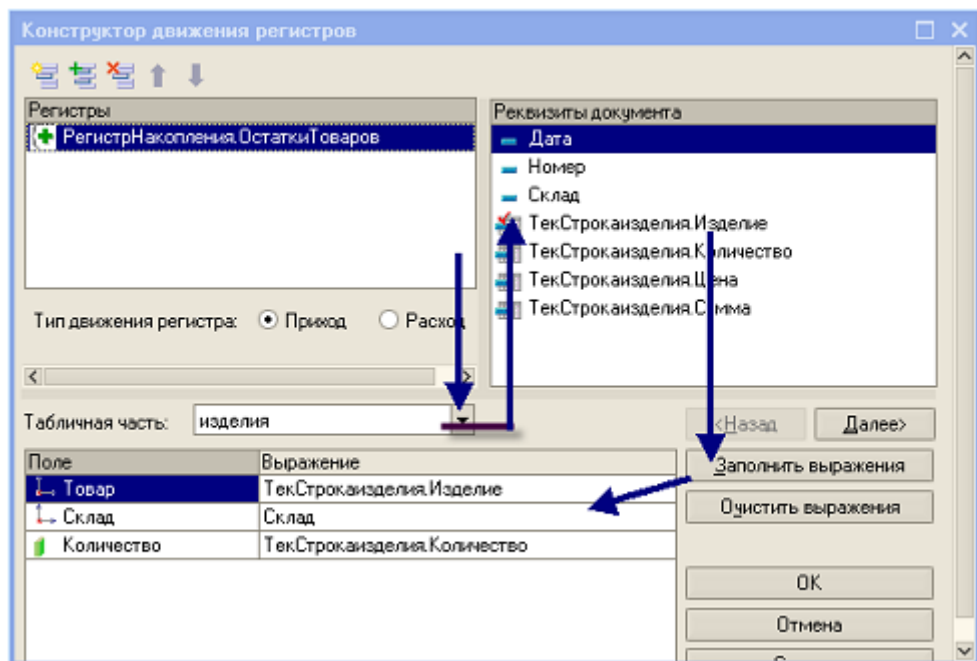 Конструктор движения регистров
Регистры
РегистрНакопления.ОстаткиТоваров
Реквизиты документа
Дата
Номер
Склад
ТекСтрокаизделия.Изделие
ТекСтрокаизделия.Количество
ТекСтрокаизделия.Цена
ТекСтрокаизделия.Сумма
Тип движения регистра: Приход Расход
Табличная часть: изделия
<Назад Далее>
Поле Выражение
Товар ТекСтрокаизделия.Изделие
Склад Склад
Количество ТекСтрокаизделия.Количество
Заполнить выражения
Очистить выражения
ОК
Отмена